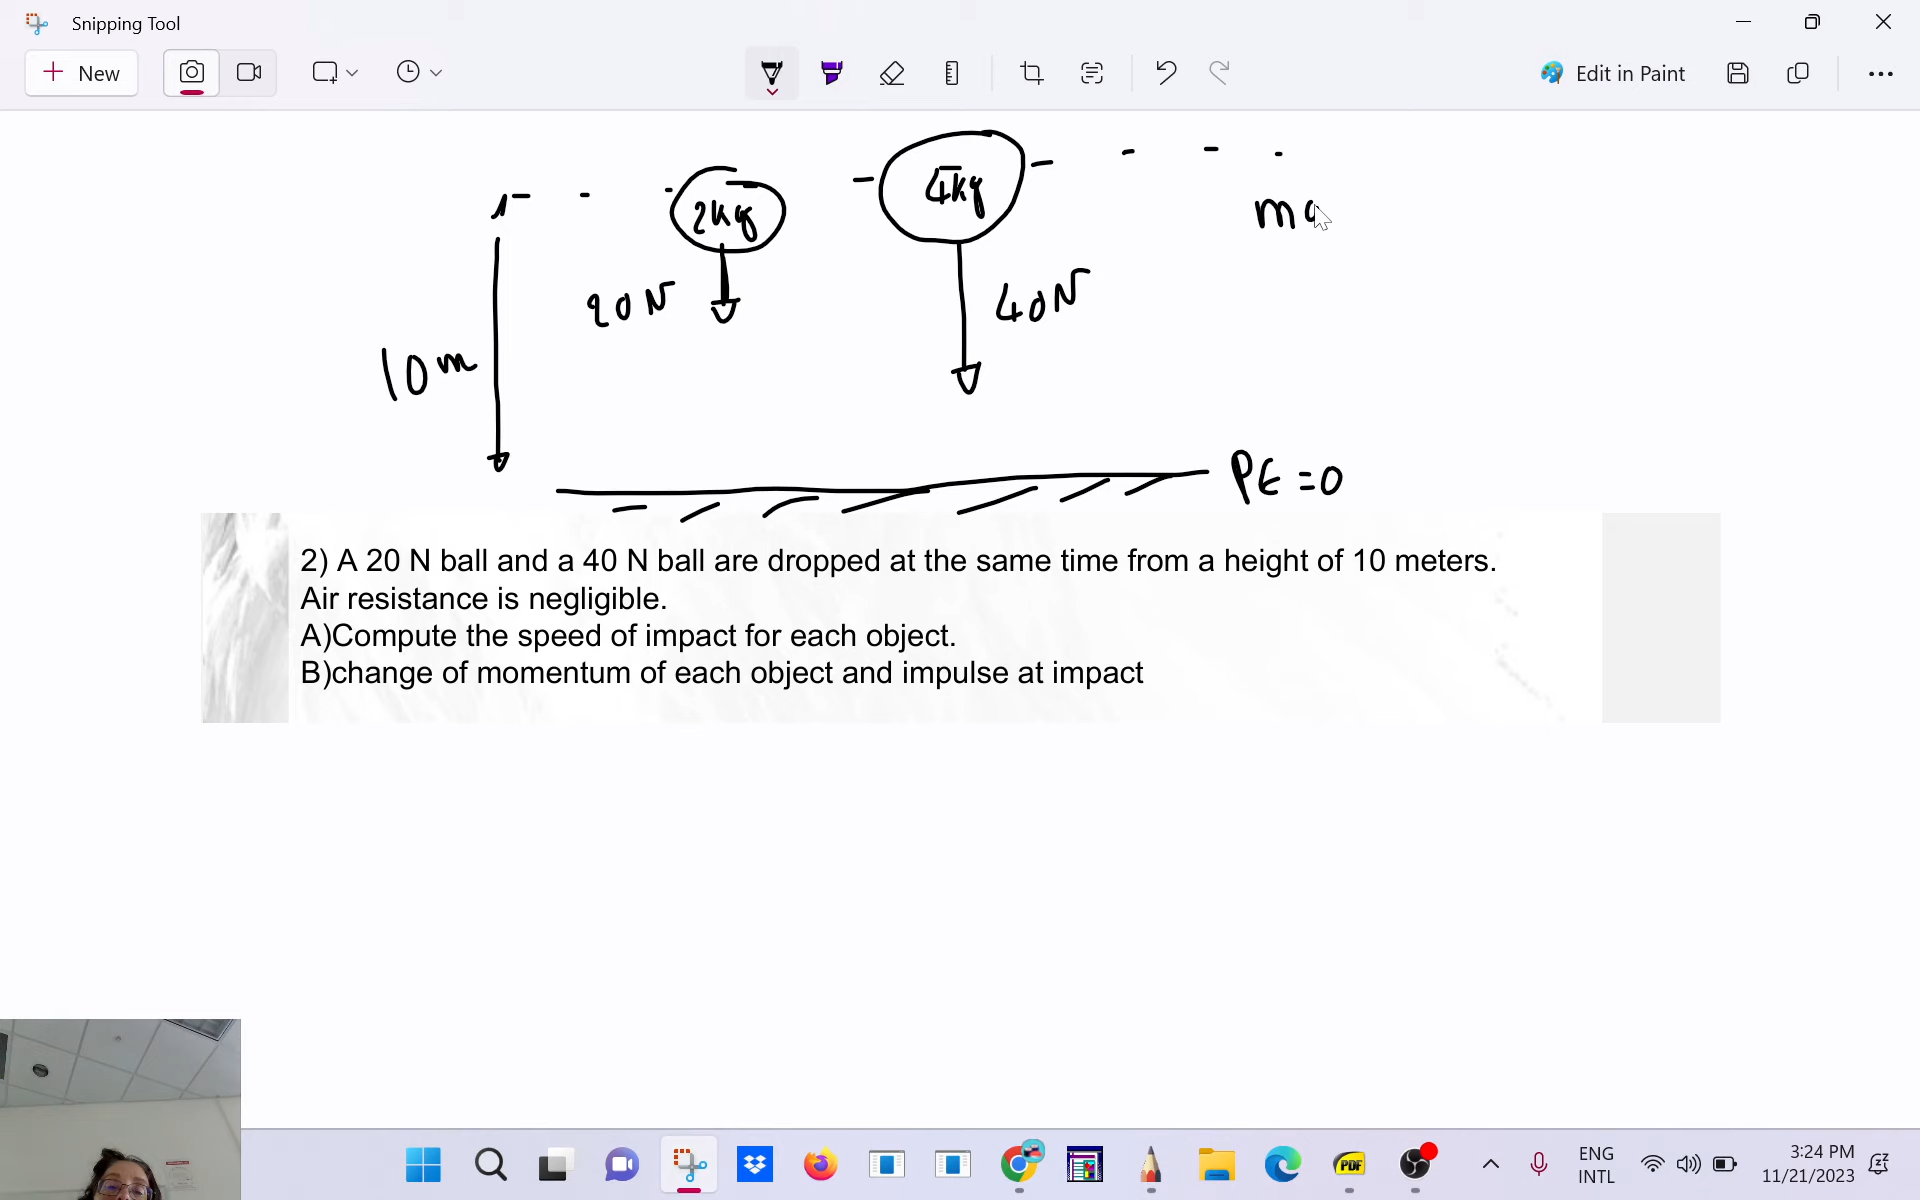 Snipping Tool
New
Edit in Paint
2kg
4kg
20N
40N
10m
PE=0
2) A 20 N ball and a 40 N ball are dropped at the same time from a height of 10 meters.
Air resistance is negligible.
A)Compute the speed of impact for each object.
B)change of momentum of each object and impulse at impact
PDF
ENG
INTL
3:24 PM
11/21/2023